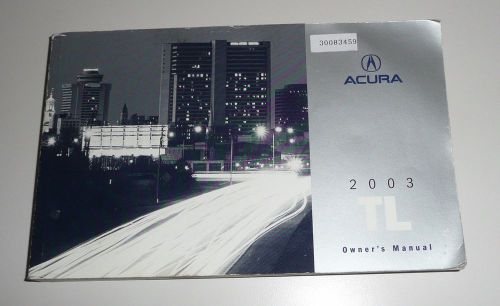 30083459
ACURA
2003
TL
Owner's Manual